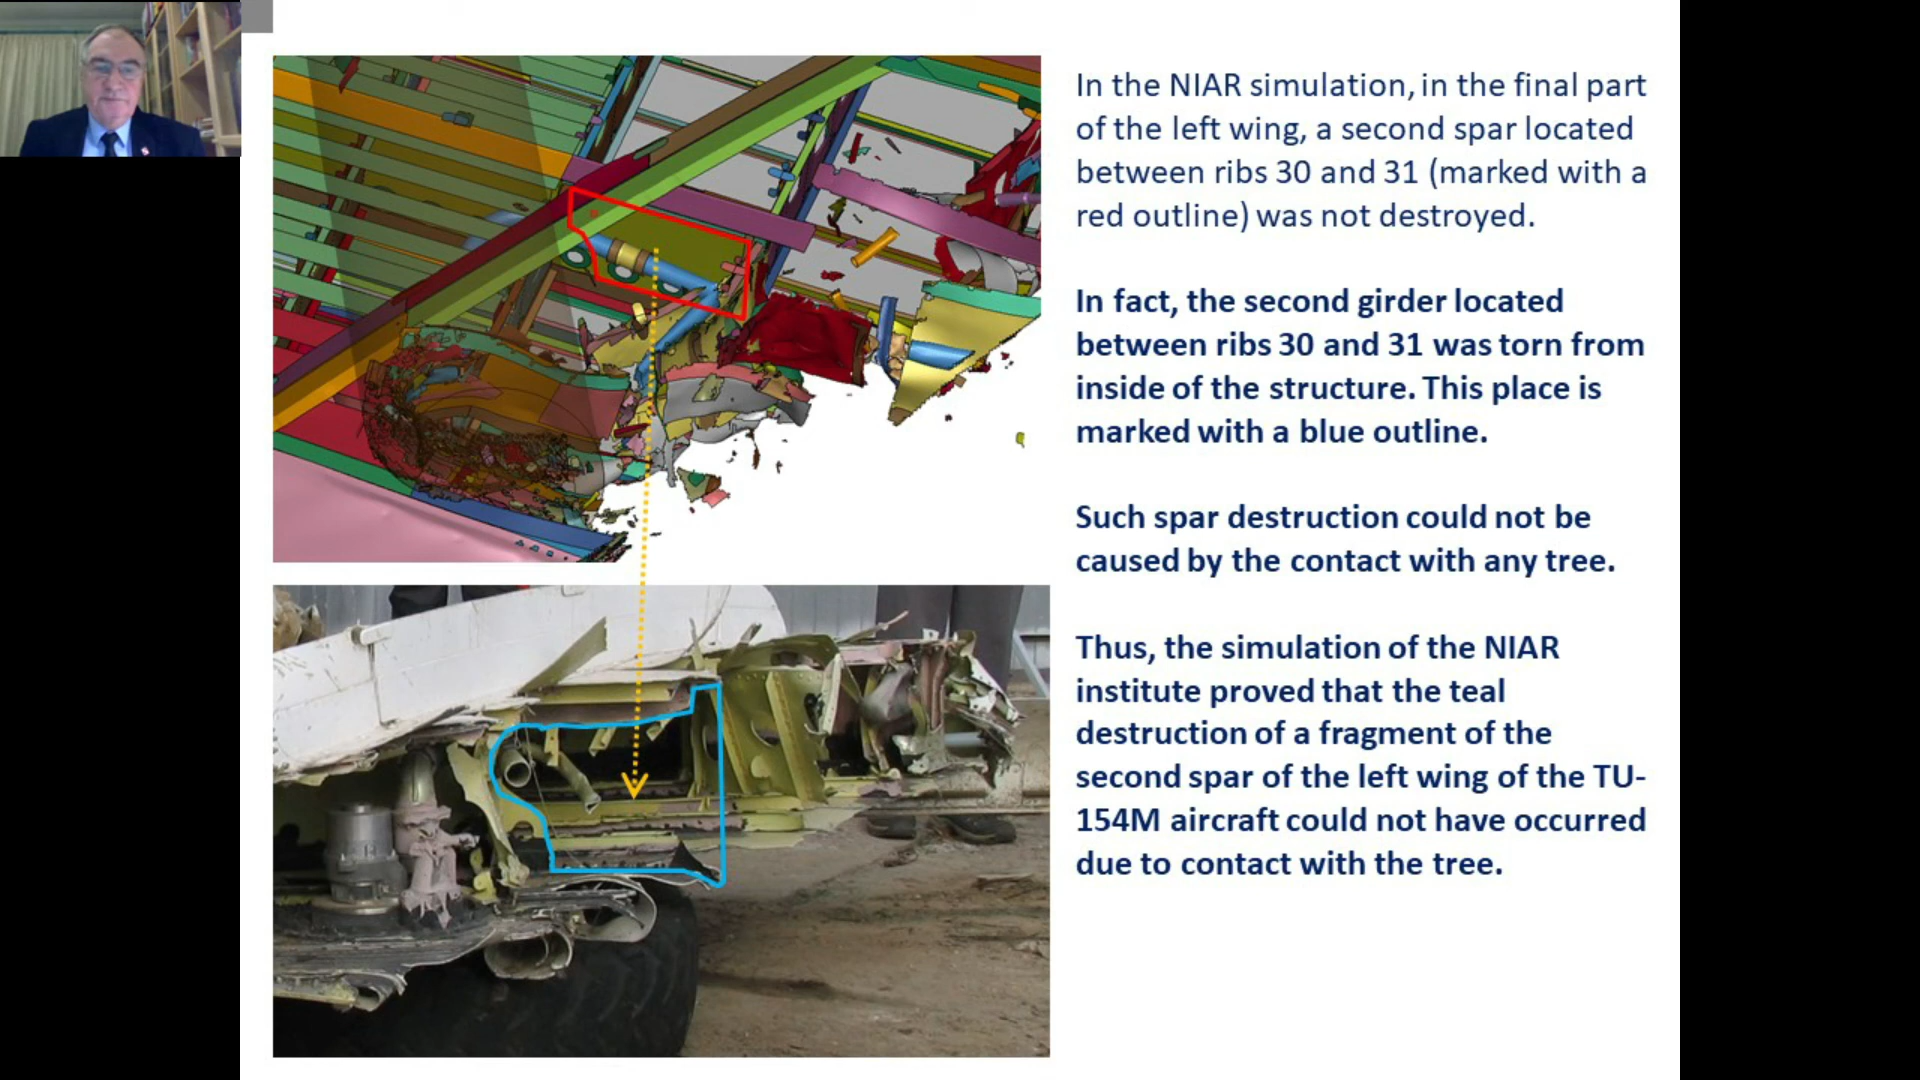 In the NIAR simulation, in the final part
of the left wing, a second spar located
between ribs 30 and 31 (marked with a
red outline) was not destroyed.
In fact, the second girder located
between ribs 30 and 31 was torn from
inside of the structure. This place is
marked with a blue outline.
Such spar destruction could not be
caused by the contact with any tree.
Thus, the simulation of the NIAR
institute proved that the teal
destruction of a fragment of the
second spar of the left wing of the TU-
154M aircraft could not have occurred
due to contact with the tree.